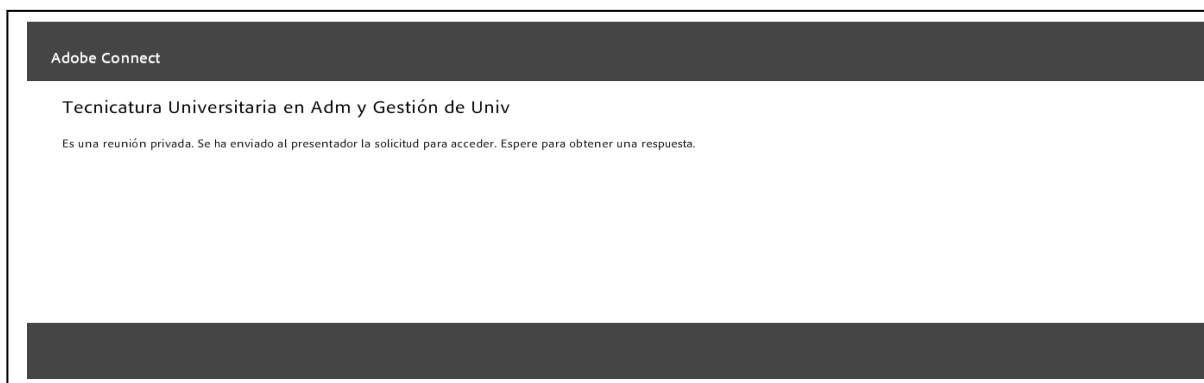 Adobe Connect
Tecnicatura Universitaria en Adm y Gestión de Univ
Es una reunión privada. Se ha enviado al presentador la solicitud para acceder. Espere para obtener una respuesta.